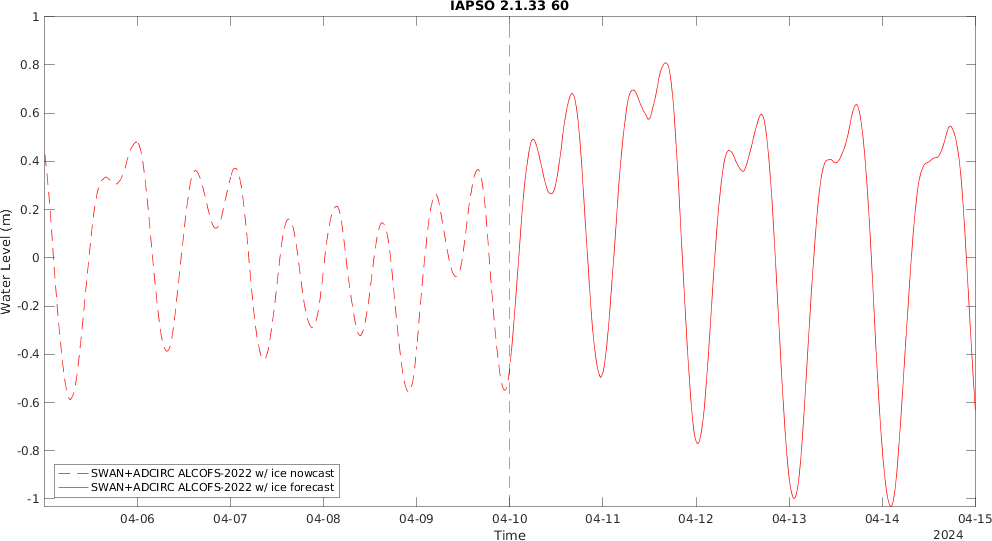 IAPSO 2.1.33 60
1
0.8
0.6
0.4
0.2
0
-0.2
-0.4
-0.6
-0.8
-1
Water Level (m)
SWAN+ADCIRC ALCOFS-2022 w/ ice nowcast
SWAN+ADCIRC ALCOFS-2022 w/ ice forecast
04-06 04-07 04-08 04-09 04-10 04-11 04-12 04-13 04-14 04-15
Time
2024